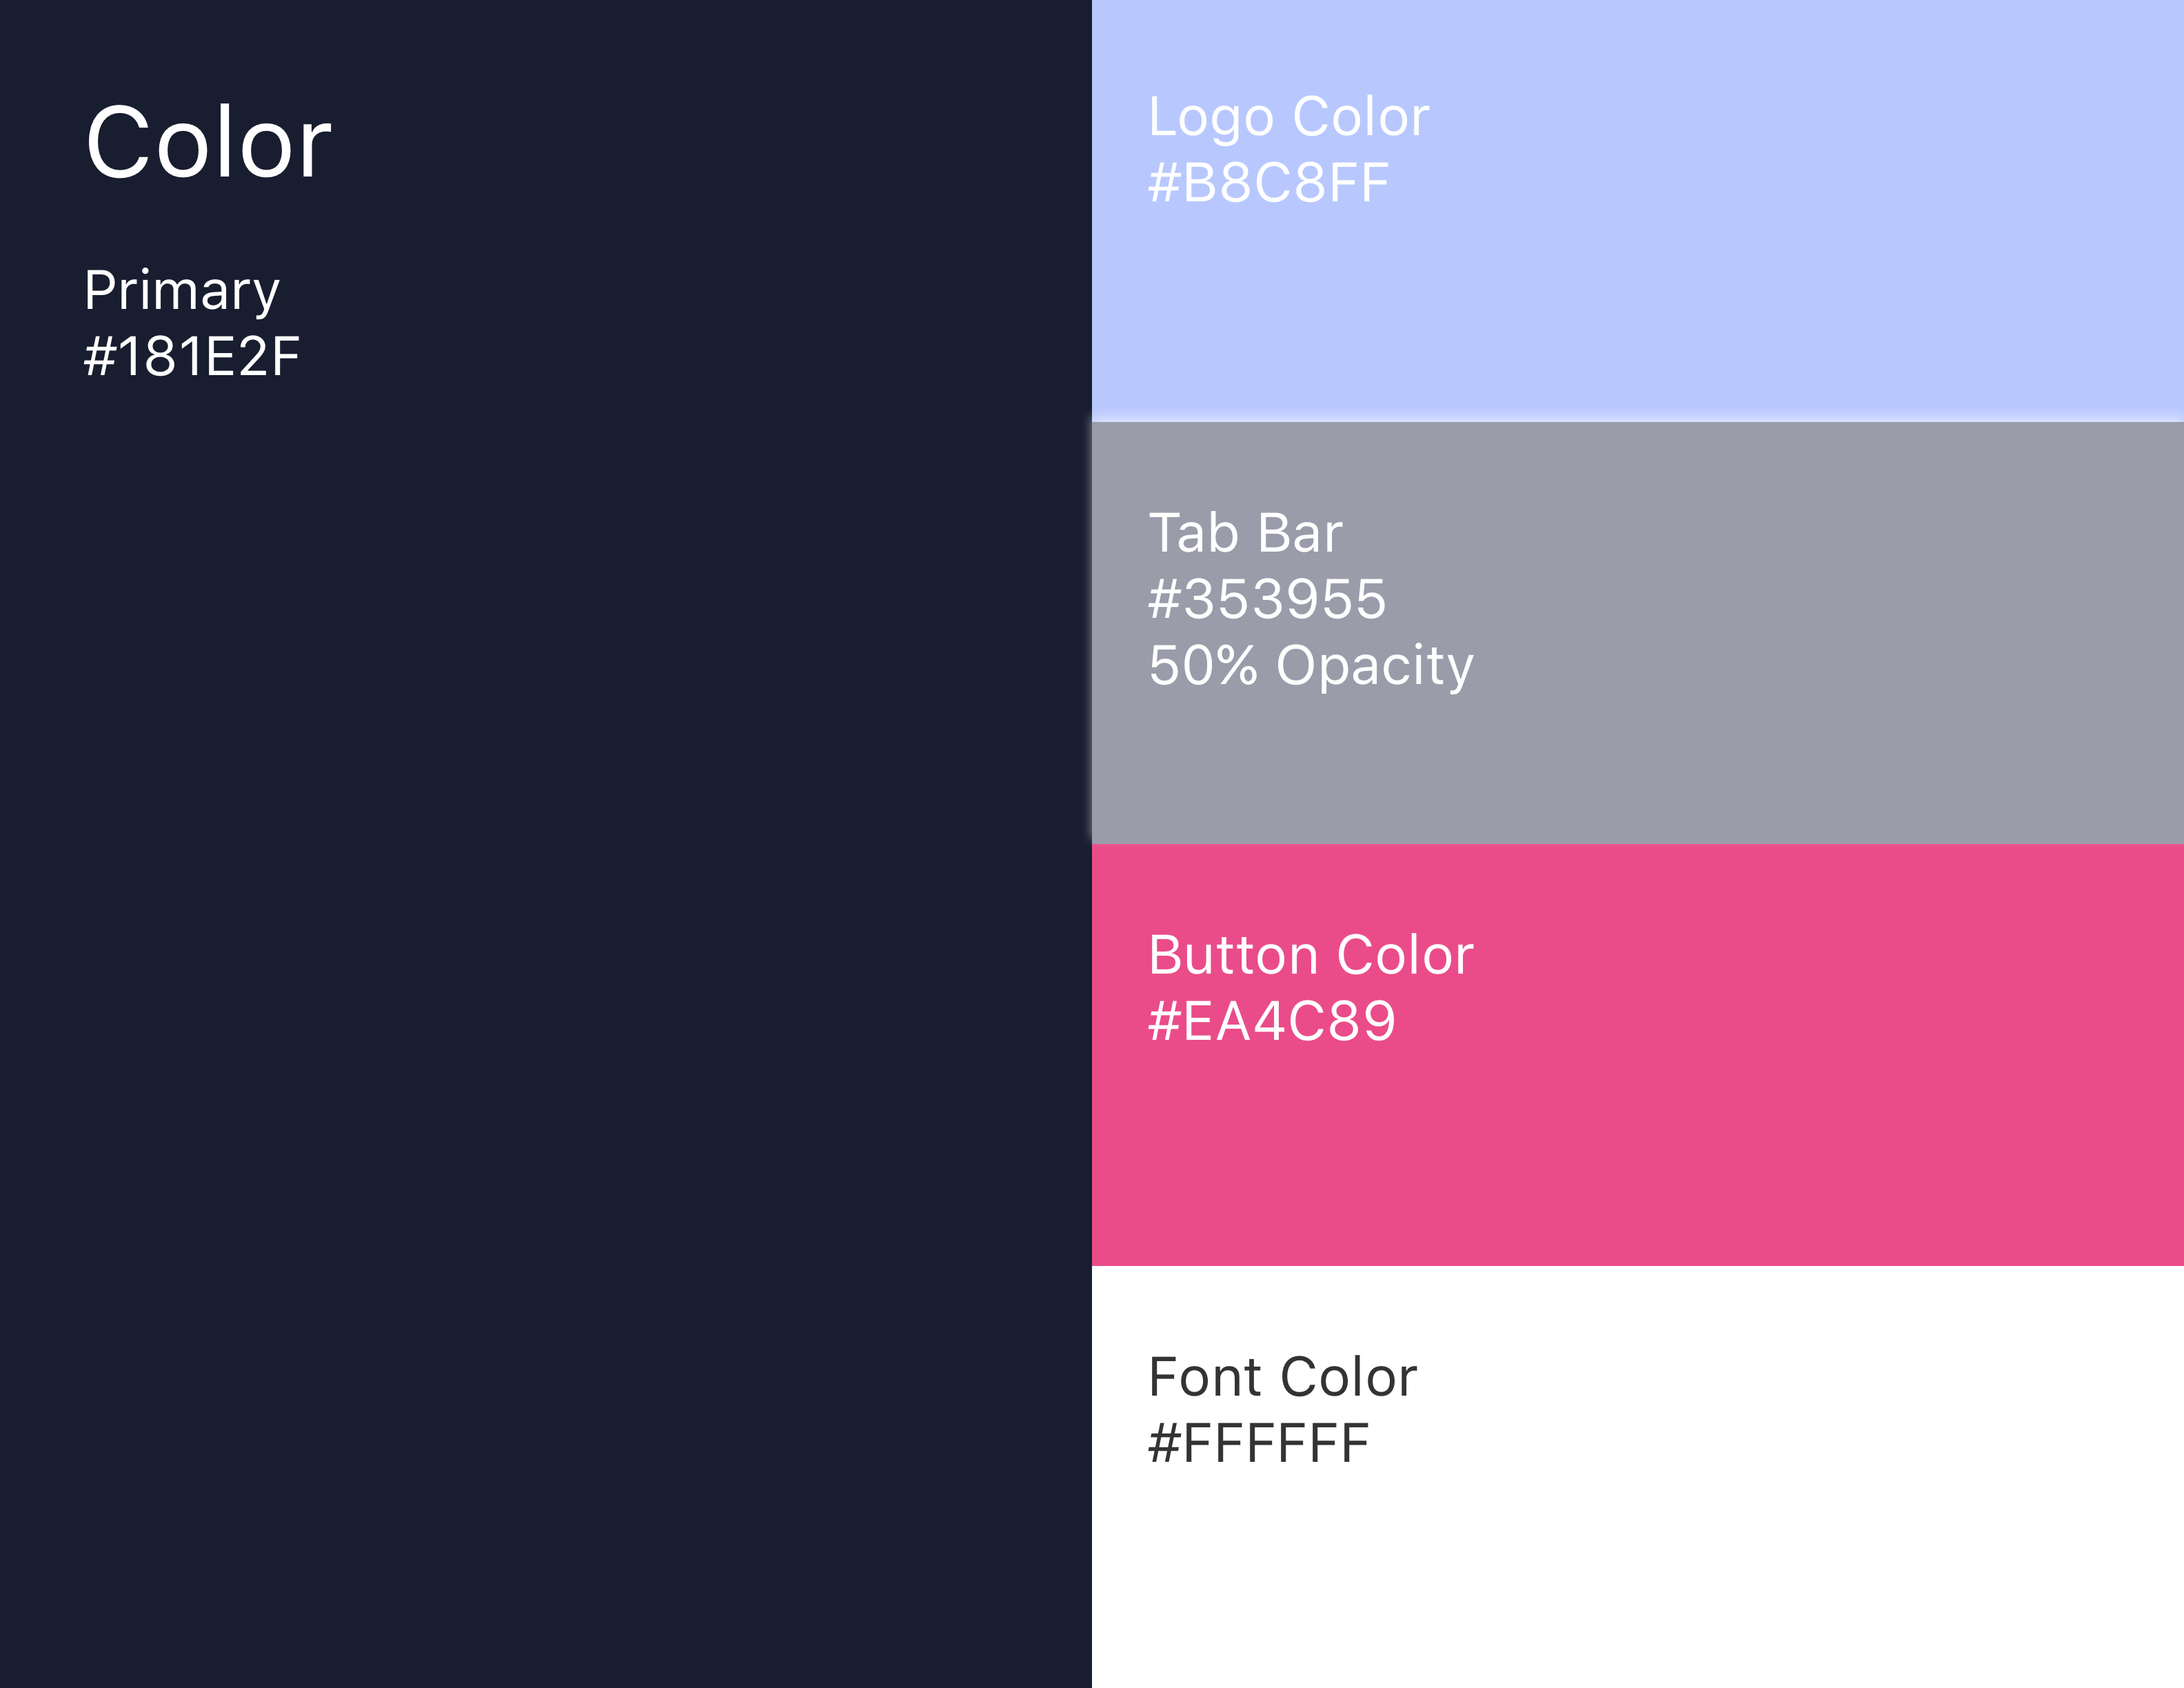 Color
Primary
#181E2F
Logo Color
#B8C8FF
Tab Bar
#353955
50% Opacity
Button Color
#EA4C89
Font Color
#FFFFFF